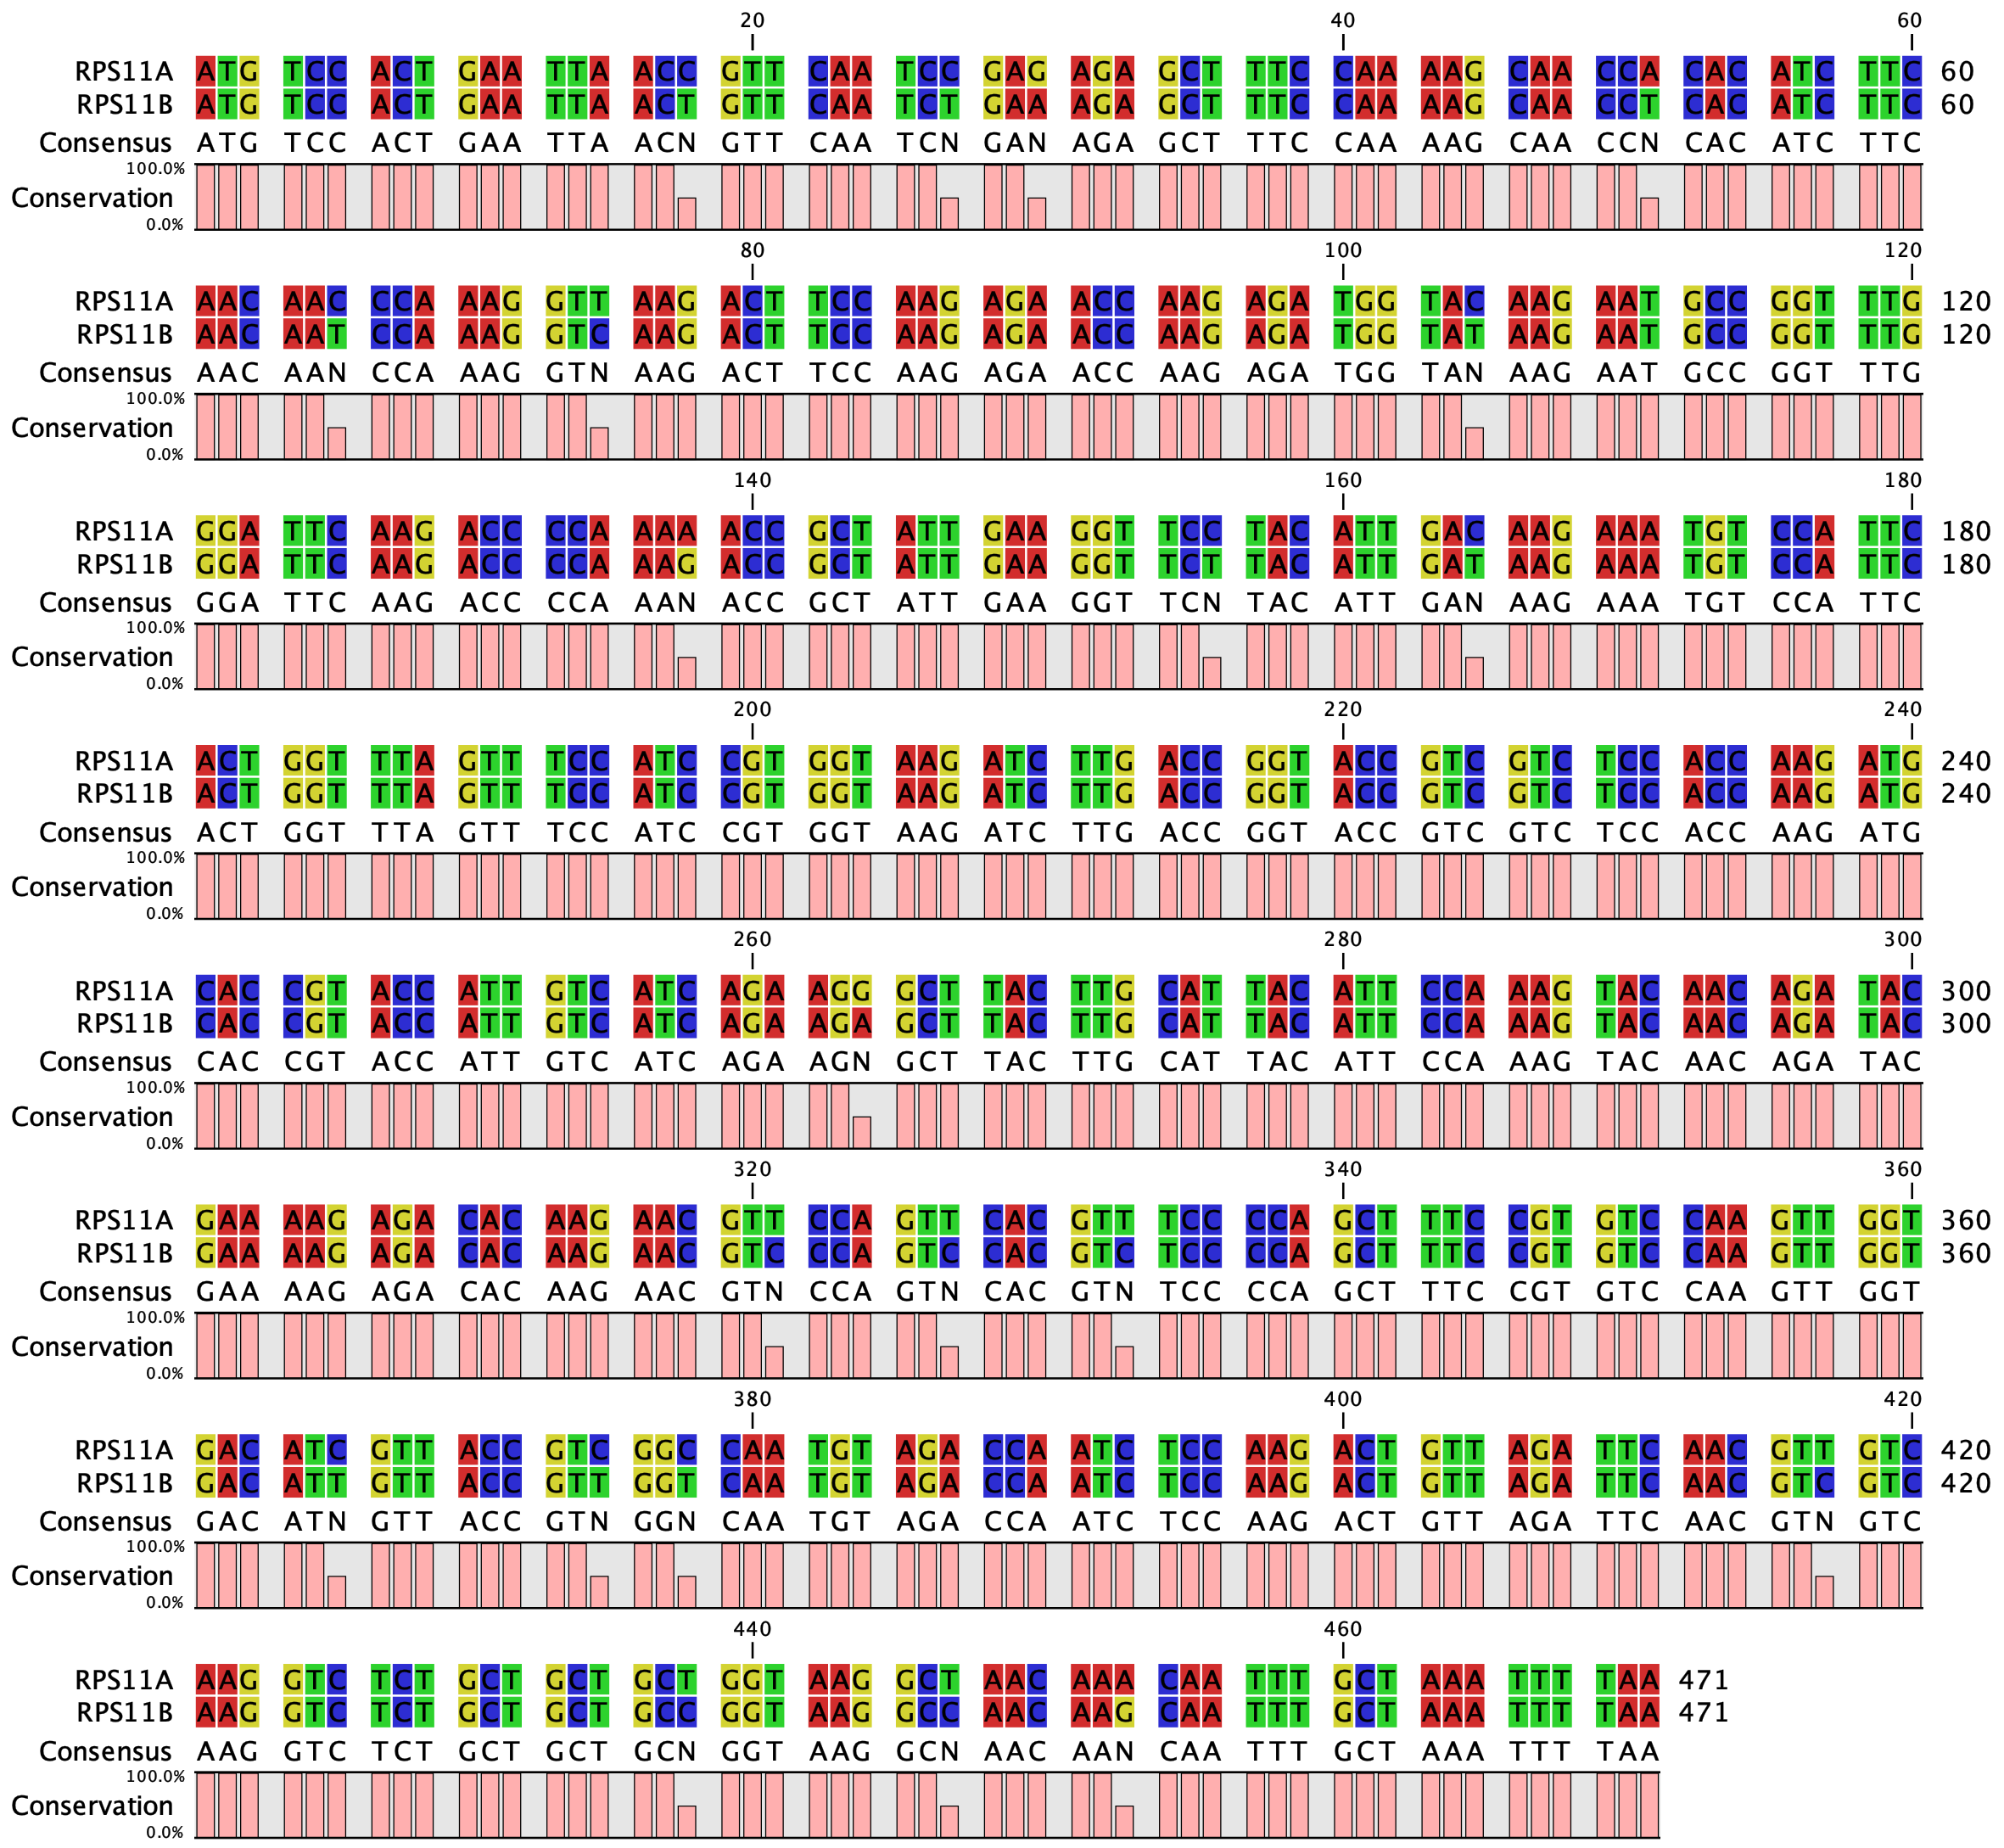 20 40 60
RPS11A ATG TCC ACT GAA TTA ACC GTT CAA TCC GAG AGA GCT TTC CAA AAG CAA CCA CAC ATC TTC 60
RPS11B ATG TCC ACT GAA TTA ACT GTT CAA TCT GAA AGA GCT TTC CAA AAG CAA CCT CAC ATC TTC 60
Consensus ATG TCC ACT GAA TTA ACN GTT CAA TCN GAN AGA GCT TTC CAA AAG CAA CCN CAC ATC TTC
100.0%
Conservation
0.0%
80 100 120
RPS11A AAC AAC CCA AAG GTT AAG ACT TCC AAG AGA ACC AAG AGA TGG TAC AAG AAT GCC GGT TTG 120
RPS11B AAC AAT CCA AAG GTC AAG ACT TCC AAG AGA ACC AAG AGA TGG TAT AAG AAT GCC GGT TTG 120
Consensus AAC AAN CCA AAG GTN AAG ACT TCC AAG AGA ACC AAG AGA TGG TAN AAG AAT GCC GGT TTG
100.0%
Conservation
0.0%
140 160 180
RPS11A GGA TTC AAG ACC CCA AAA ACC GCT ATT GAA GGT TCC TAC ATT GAC AAG AAA TGT CCA TTC 180
RPS11B GGA TTC AAG ACC CCA AAG ACC GCT ATT GAA GGT TCT TAC ATT GAT AAG AAA TGT CCA TTC 180
Consensus GGA TTC AAG ACC CCA AAN ACC GCT ATT GAA GGT TCN TAC ATT GAN AAG AAA TGT CCA TTC
100.0%
Conservation
0.0%
200 220 240
RPS11A ACT GGT TTA GTT TCC ATC CGT GGT AAG ATC TTG ACC GGT ACC GTC GTC TCC ACC AAG ATG 240
RPS11B ACT GGT TTA GTT TCC ATC CGT GGT AAG ATC TTG ACC GGT ACC GTC GTC TCC ACC AAG ATG 240
Consensus ACT GGT TTA GTT TCC ATC CGT GGT AAG ATC TTG ACC GGT ACC GTC GTC TCC ACC AAG ATG
100.0%
Conservation
0.0%
260 280 300
RPS11A CAC CGT ACC ATT GTC ATC AGA AGG GCT TAC TTG CAT TAC ATT CCA AAG TAC AAC AGA TAC 300
RPS11B CAC CGT ACC ATT GTC ATC AGA AGA GCT TAC TTG CAT TAC ATT CCA AAG TAC AAC AGA TAC 300
Consensus CAC CGT ACC ATT GTC ATC AGA AGN GCT TAC TTG CAT TAC ATT CCA AAG TAC AAC AGA TAC
100.0%
Conservation
0.0%
320 340 360
RPS11A GAA AAG AGA CAC AAG AAC GTT CCA GTT CAC GTT TCC CCA GCT TTC CGT GTC CAA GTT GGT 360
RPS11B GAA AAG AGA CAC AAG AAC GTC CCA GTC CAC GTC TCC CCA GCT TTC CGT GTC CAA GTT GGT 360
Consensus GAA AAG AGA CAC AAG AAC GTN CCA GTN CAC GTN TCC CCA GCT TTC CGT GTC CAA GTT GGT
100.0%
Conservation
0.0%
380 400 420
RPS11A GAC ATC GTT ACC GTC GGC CAA TGT AGA CCA ATC TCC AAG ACT GTT AGA TTC AAC GTT GTC 420
RPS11B GAC ATT GTT ACC GTT GGT CAA TGT AGA CCA ATC TCC AAG ACT GTT AGA TTC AAC GTC GTC 420
Consensus GAC ATN GTT ACC GTN GGN CAA TGT AGA CCA ATC TCC AAG ACT GTT AGA TTC AAC GTN GTC
100.0%
Conservation
0.0%
440 460
RPS11A AAG GTC TCT GCT GCT GCT GGT AAG GCT AAC AAA CAA TTT GCT AAA TTT TAA 471
RPS11B AAG GTC TCT GCT GCT GCC GGT AAG GCC AAC AAG CAA TTT GCT AAA TTT TAA 471
Consensus AAG GTC TCT GCT GCT GCN GGT AAG GCN AAC AAN CAA TTT GCT AAA TTT TAA
100.0%
Conservation
0.0%